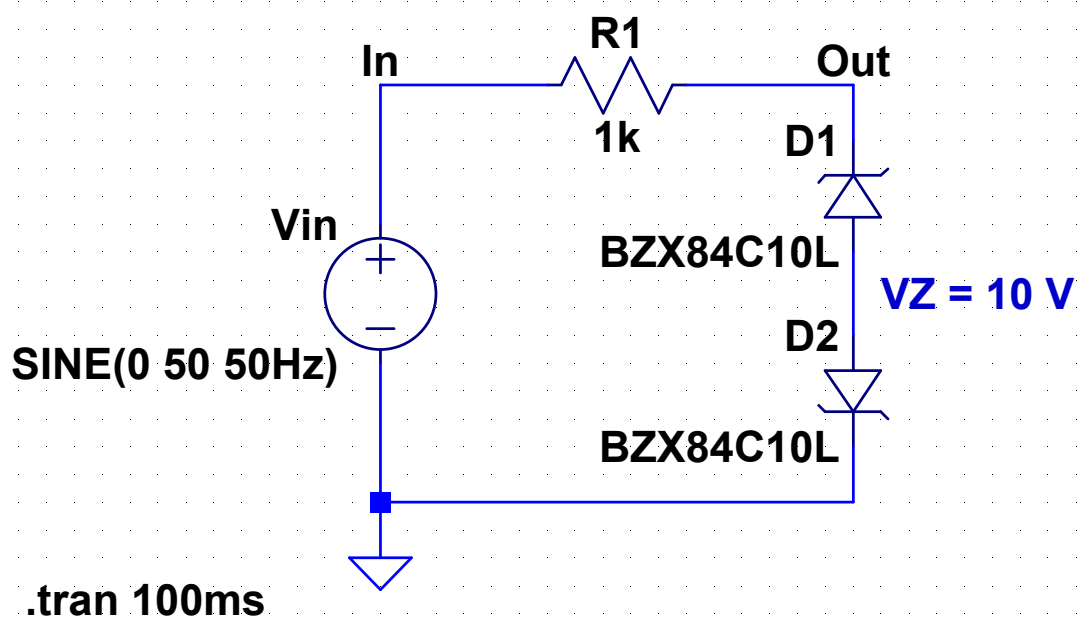 R1
In
Out
1k
D1
Vin
BZX84C10L
VZ = 10 V
D2
SINE(0 50 50Hz)
BZX84C10L
.tran 100ms